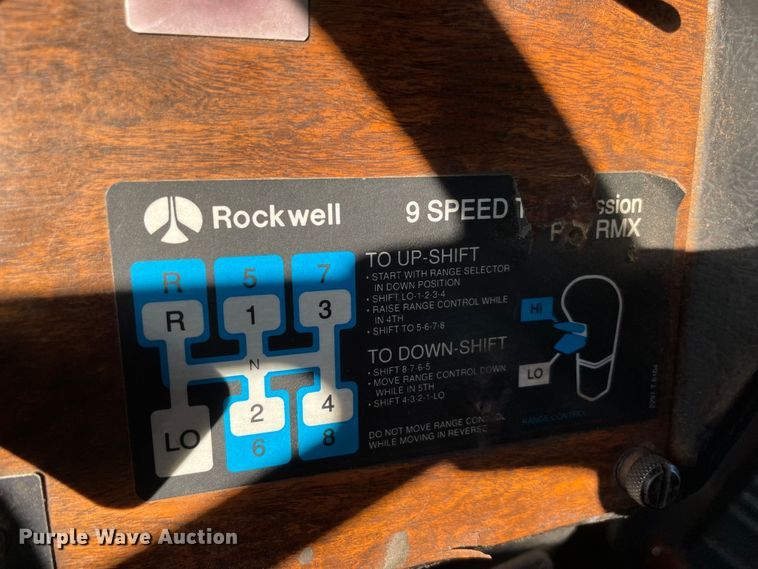 Rockwell
9 SPEED
RMX
R 5 7
R 1 3
N
LO 2 4
6 8
TO UP-SHIFT
• START WITH RANGE SELECTOR
IN DOWN POSITION
• SHIFT LO-1-2-3-4
• RAISE RANGE CONTROL WHILE
IN 4TH
• SHIFT TO 5-6-7-8
TO DOWN-SHIFT
• SHIFT 8-7-6-5
• MOVE RANGE CONTROL DOWN
WHILE IN 5TH
• SHIFT 4-3-2-1-LO
DO NOT MOVE RANGE CONTROL
WHILE MOVING IN REVERSE
HI
LO
RANGE CONTROL
Purple Wave Auction